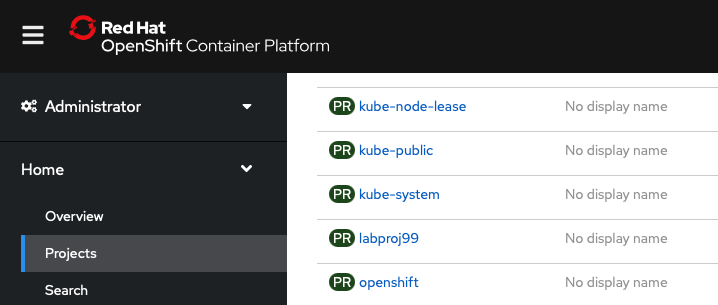 Red Hat
OpenShift Container Platform
Administrator
Home
Overview
Projects
Search
PR kube-node-lease No display name
PR kube-public No display name
PR kube-system No display name
PR labproj99 No display name
PR openshift No display name